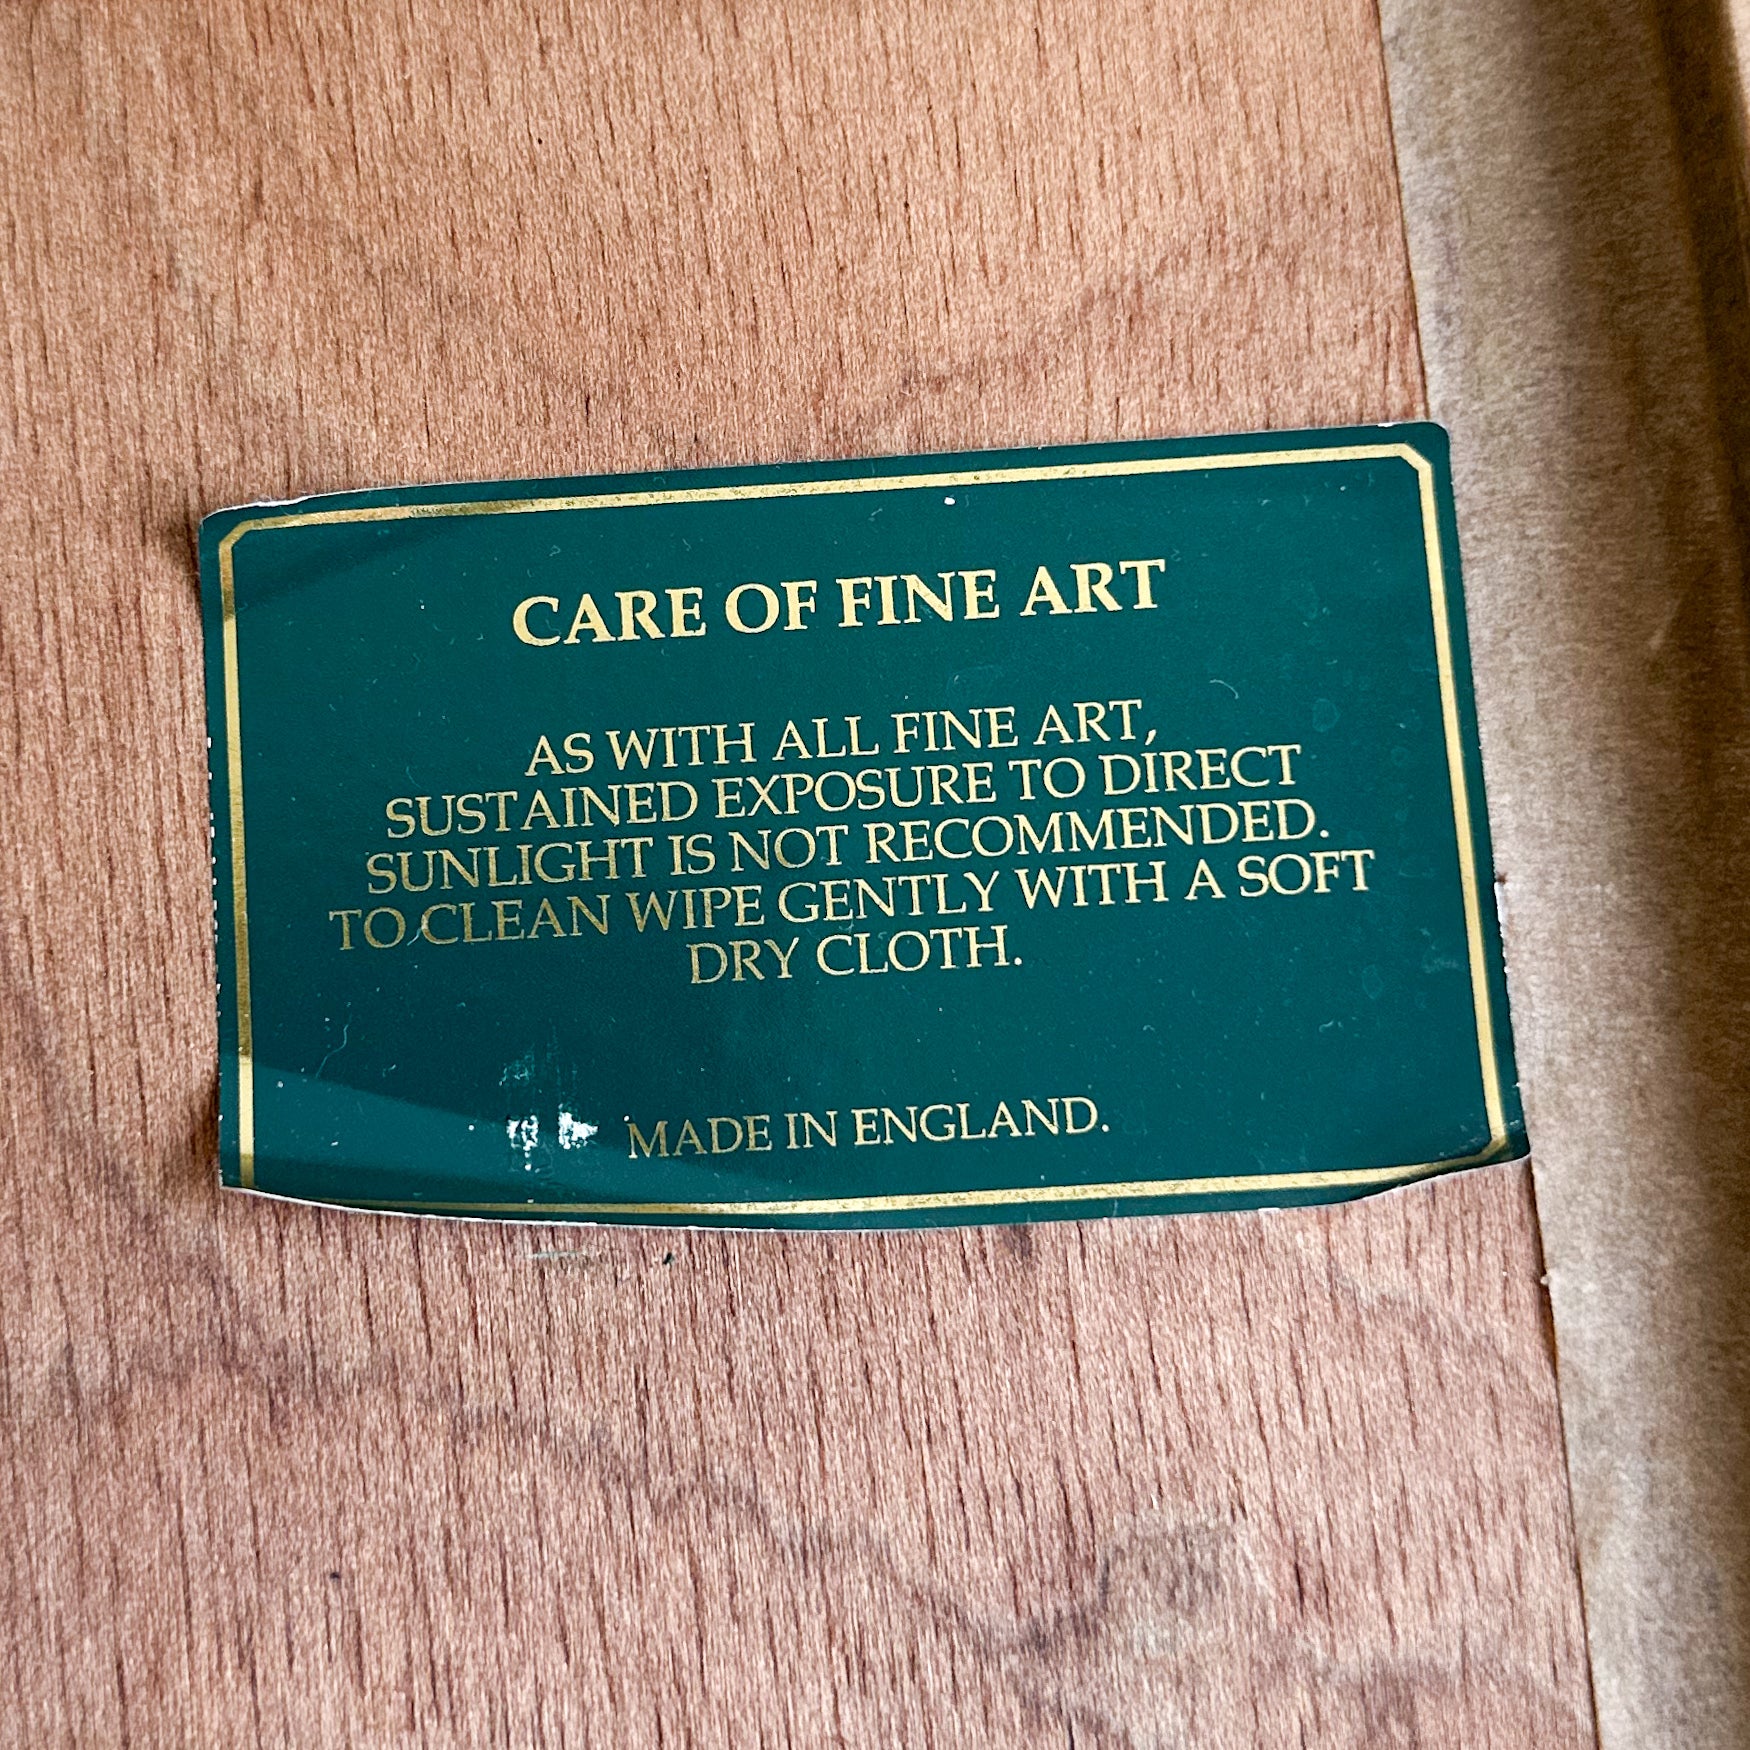 CARE OF FINE ART
AS WITH ALL FINE ART,
SUSTAINED EXPOSURE TO DIRECT
SUNLIGHT IS NOT RECOMMENDED.
TO CLEAN WIPE GENTLY WITH A SOFT
DRY CLOTH.
MADE IN ENGLAND.